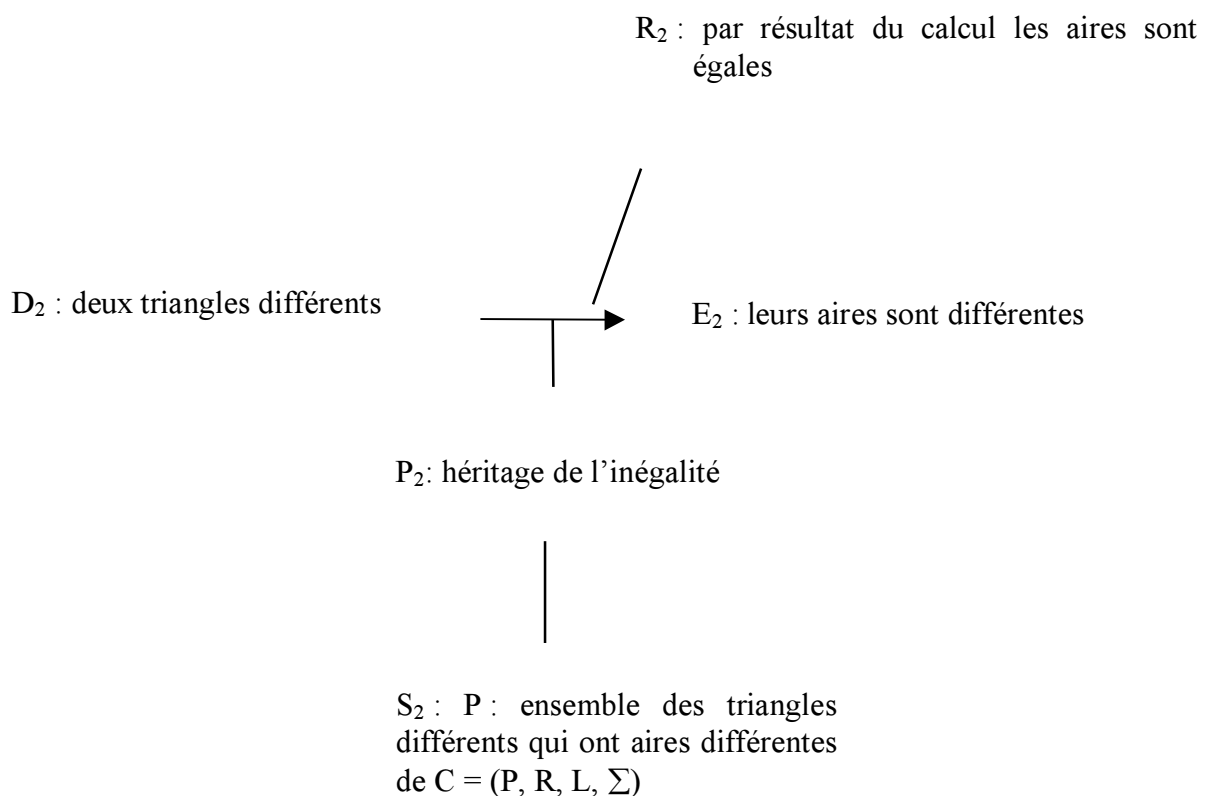 R₂ : par résultat du calcul les aires sont
égales
D₂ : deux triangles différents
E₂ : leurs aires sont différentes
P₂: héritage de l’inégalité
S₂ : P : ensemble des triangles
différents qui ont aires différentes
de C = (P, R, L, Σ)